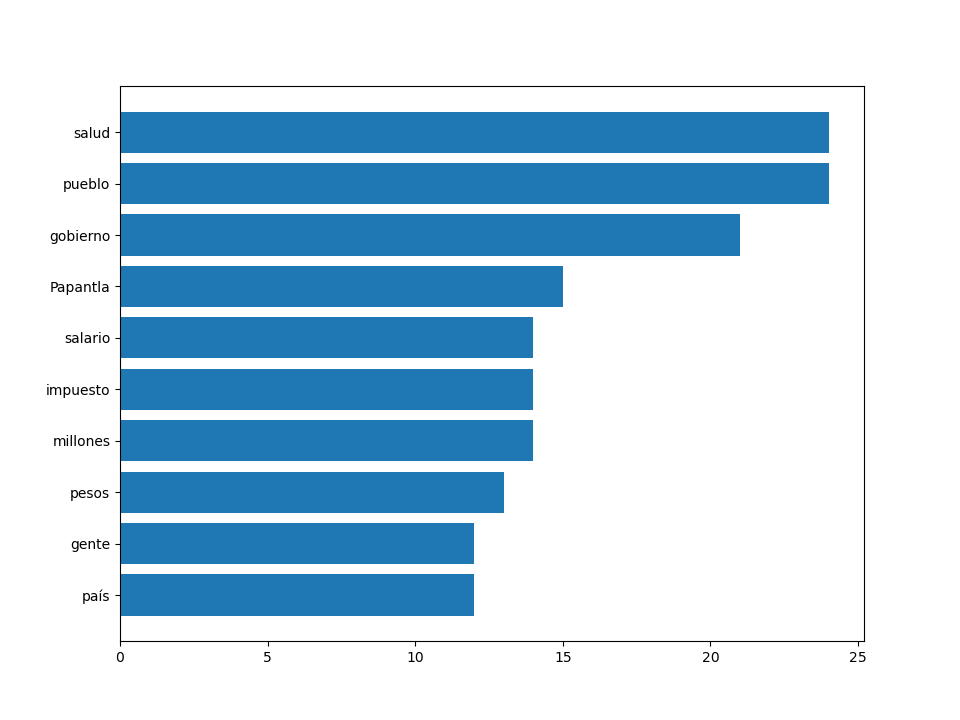 salud
pueblo
gobierno
Papantla
salario
impuesto
millones
pesos
gente
país
0 5 10 15 20 25